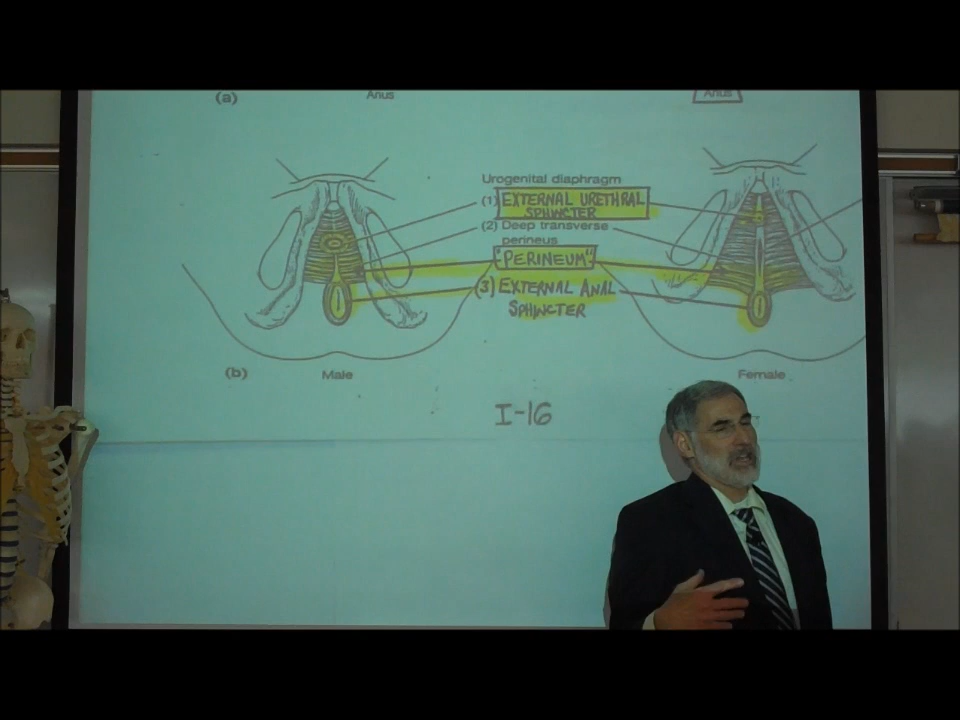 (a) Anus Anus
Urogenital diaphragm
(1) EXTERNAL URETHRAL
SPHINCTER
(2) Deep transverse
perineus
"PERINEUM"
(3) EXTERNAL ANAL
SPHINCTER
(b) Male Female
I-16